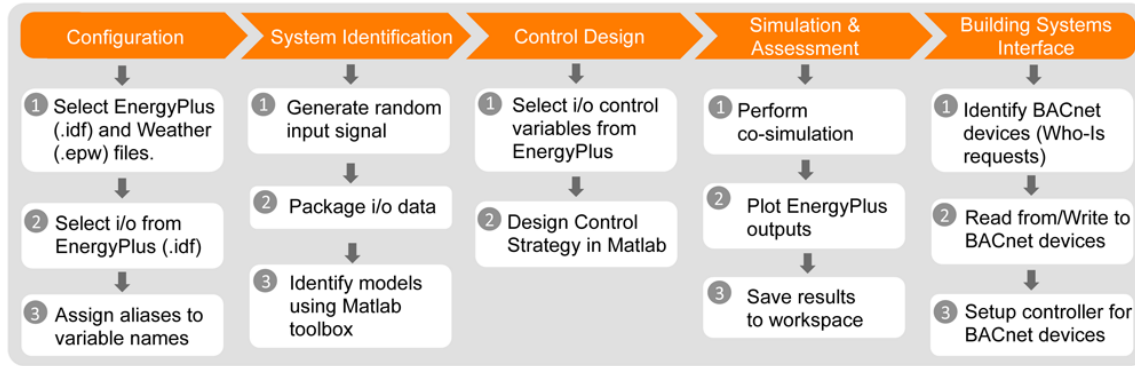 Configuration
System Identification
Control Design
Simulation &
Assessment
Building Systems
Interface
1
Select EnergyPlus
(.idf) and Weather
(.epw) files.
2
Select i/o from
EnergyPlus (.idf)
3
Assign aliases to
variable names
1
Generate random
input signal
2
Package i/o data
3
Identify models
using Matlab
toolbox
1
Select i/o control
variables from
EnergyPlus
2
Design Control
Strategy in Matlab
1
Perform
co-simulation
2
Plot EnergyPlus
outputs
3
Save results
to workspace
1
Identify BACnet
devices (Who-Is
requests)
2
Read from/Write to
BACnet devices
3
Setup controller for
BACnet devices